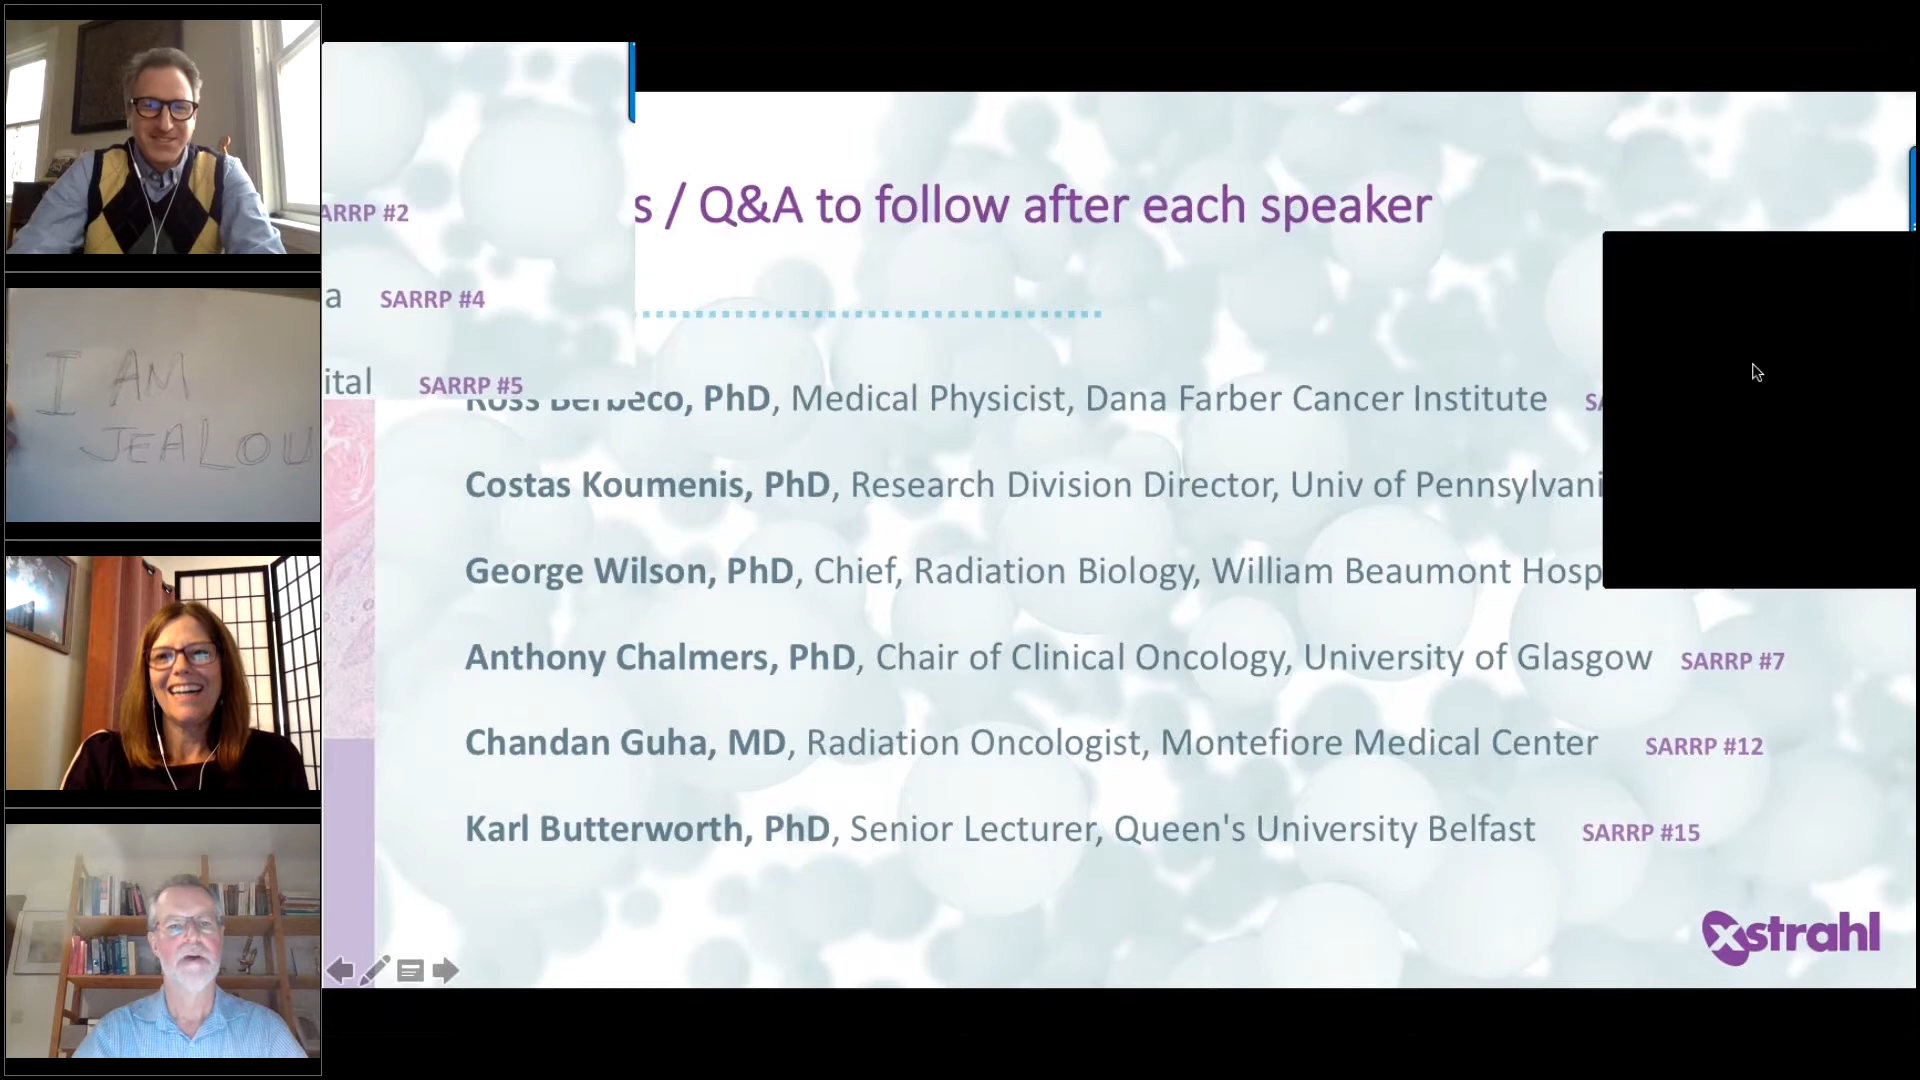 ARRP #2
a SARRP #4
ital SARRP #5
I AM
JEALOU
s / Q&A to follow after each speaker
Ross Berbeco, PhD, Medical Physicist, Dana Farber Cancer Institute SA
Costas Koumenis, PhD, Research Division Director, Univ of Pennsylvani
George Wilson, PhD, Chief, Radiation Biology, William Beaumont Hosp
Anthony Chalmers, PhD, Chair of Clinical Oncology, University of Glasgow SARRP #7
Chandan Guha, MD, Radiation Oncologist, Montefiore Medical Center SARRP #12
Karl Butterworth, PhD, Senior Lecturer, Queen's University Belfast SARRP #15
xstrahl